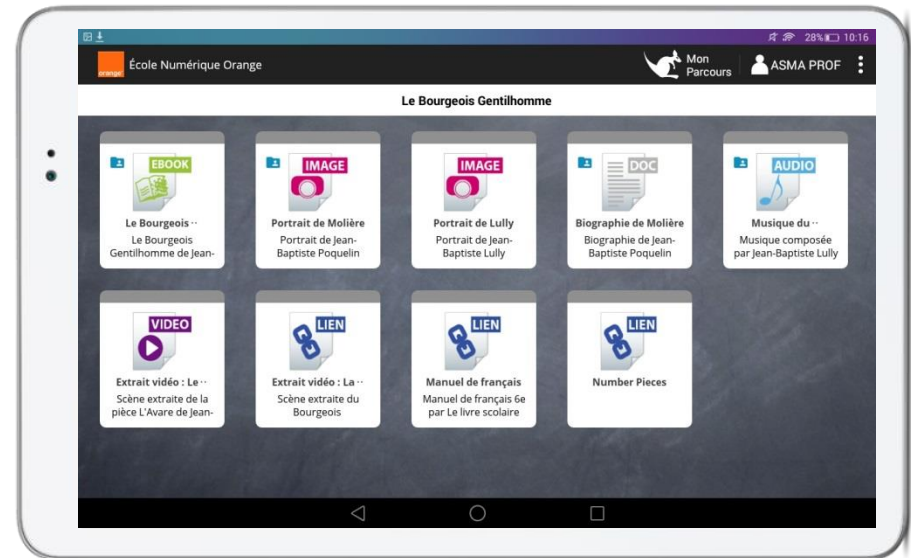 28% 10:16
orange
École Numérique Orange
Mon
Parcours
ASMA PROF
Le Bourgeois Gentilhomme
EBOOK
Le Bourgeois ··
Le Bourgeois
Gentilhomme de Jean-
IMAGE
Portrait de Molière
Portrait de Jean-
Baptiste Poquelin
IMAGE
Portrait de Lully
Portrait de Jean-
Baptiste Lully
DOC
Biographie de Molière
Biographie de Jean-
Baptiste Poquelin
AUDIO
Musique du ··
Musique composée
par Jean-Baptiste Lully
VIDEO
Extrait vidéo : Le ··
Scène extraite de la
pièce L'Avare de Jean-
LIEN
Extrait vidéo : La ··
Scène extraite du
Bourgeois
LIEN
Manuel de français
Manuel de français 6e
par Le livre scolaire
LIEN
Number Pieces